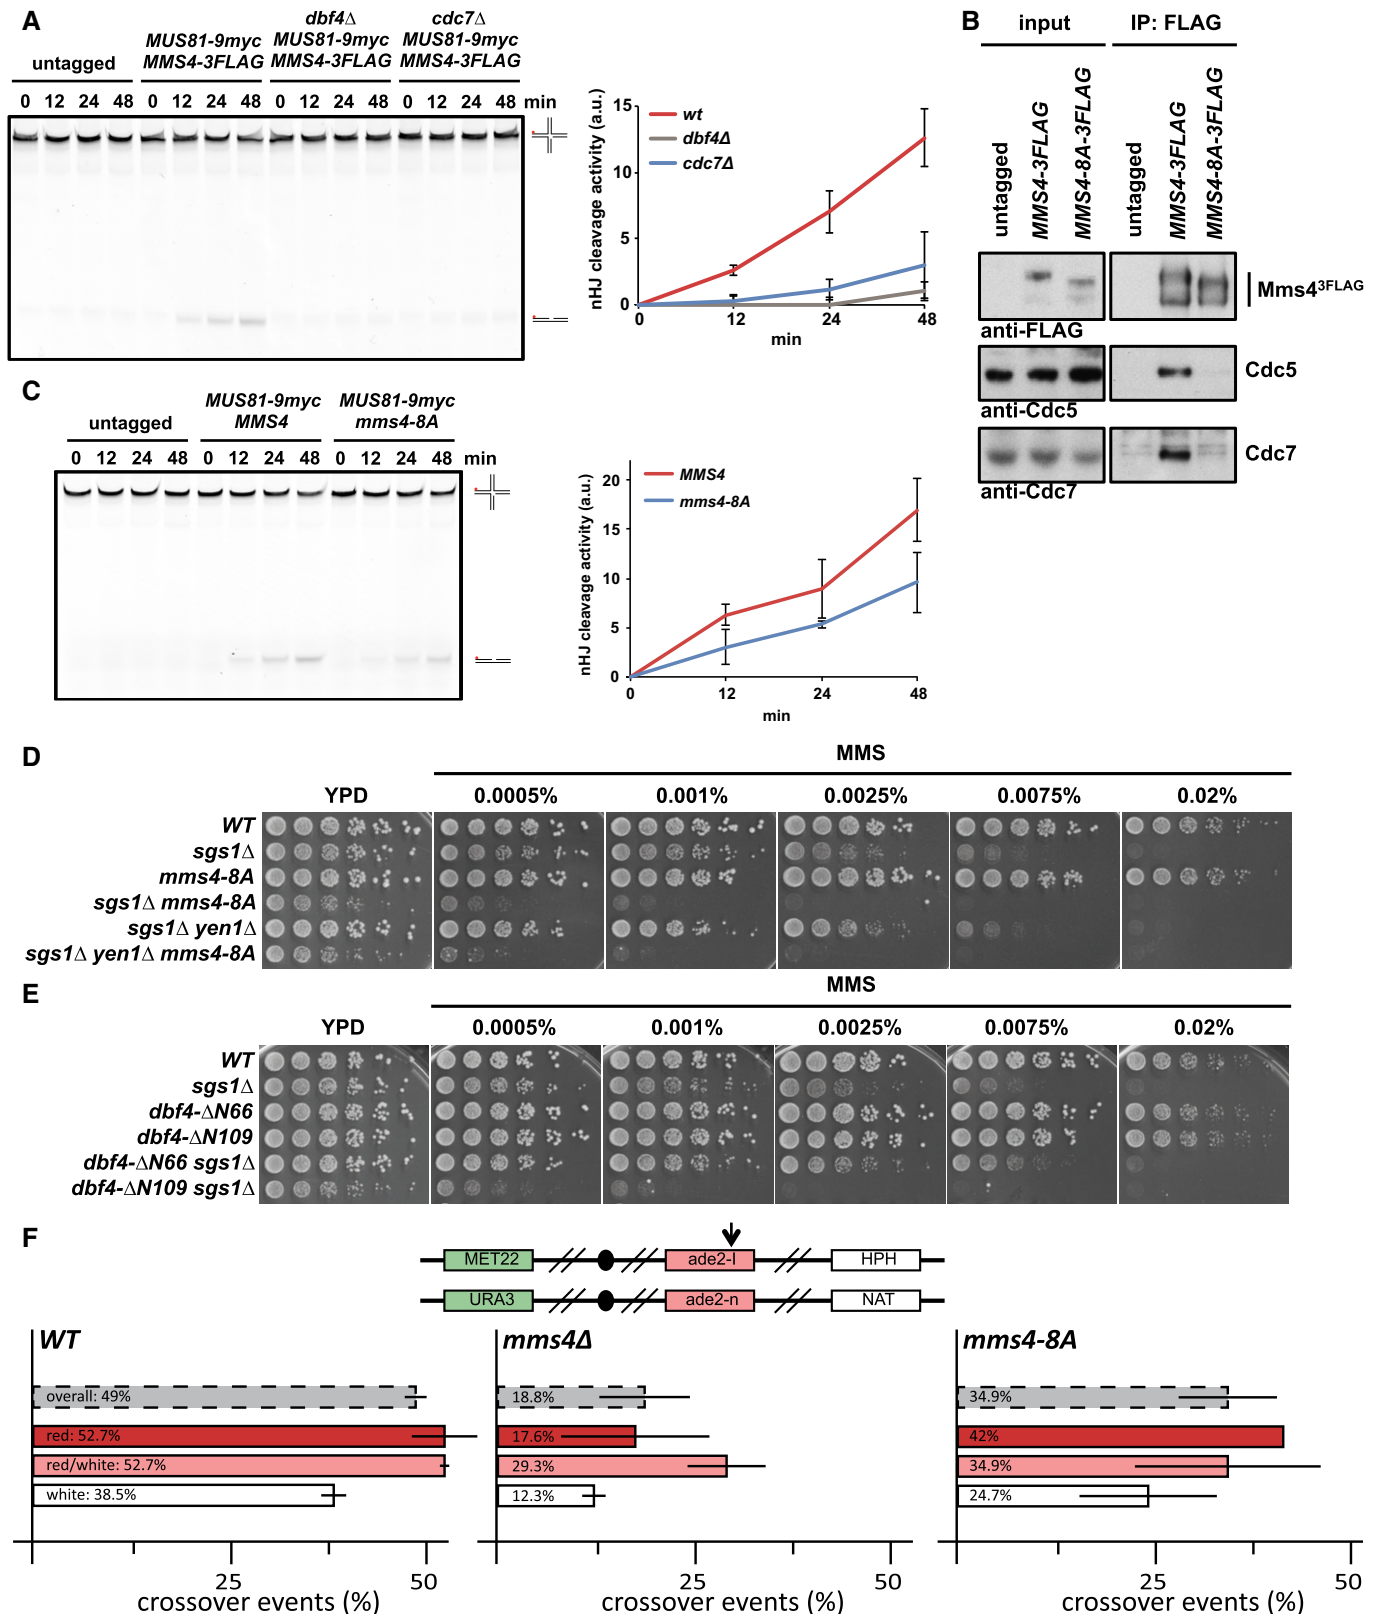 A
untagged
MUS81-9myc
MMS4-3FLAG
dbf4Δ
MUS81-9myc
MMS4-3FLAG
cdc7Δ
MUS81-9myc
MMS4-3FLAG
0 12 24 48 0 12 24 48 0 12 24 48 0 12 24 48 min
nHJ cleavage activity (a.u.)
15
10
5
0
wt
dbf4Δ
cdc7Δ
0 12 24 48
min
B
input
IP: FLAG
untagged
MMS4-3FLAG
MMS4-8A-3FLAG
untagged
MMS4-3FLAG
MMS4-8A-3FLAG
Mms4³ᶠᴸᴬᴳ
anti-FLAG
Cdc5
anti-Cdc5
Cdc7
anti-Cdc7
C
untagged
MUS81-9myc
MMS4
MUS81-9myc
mms4-8A
0 12 24 48 0 12 24 48 0 12 24 48 min
nHJ cleavage activity (a.u.)
20
15
10
5
0
MMS4
mms4-8A
0 12 24 48
min
D
MMS
YPD 0.0005% 0.001% 0.0025% 0.0075% 0.02%
WT
sgs1Δ
mms4-8A
sgs1Δ mms4-8A
sgs1Δ yen1Δ
sgs1Δ yen1Δ mms4-8A
E
MMS
YPD 0.0005% 0.001% 0.0025% 0.0075% 0.02%
WT
sgs1Δ
dbf4-ΔN66
dbf4-ΔN109
dbf4-ΔN66 sgs1Δ
dbf4-ΔN109 sgs1Δ
F
MET22 ade2-I HPH
URA3 ade2-n NAT
WT
overall: 49%
red: 52.7%
red/white: 52.7%
white: 38.5%
25 50
crossover events (%)
mms4Δ
18.8%
17.6%
29.3%
12.3%
25 50
crossover events (%)
mms4-8A
34.9%
42%
34.9%
24.7%
25 50
crossover events (%)